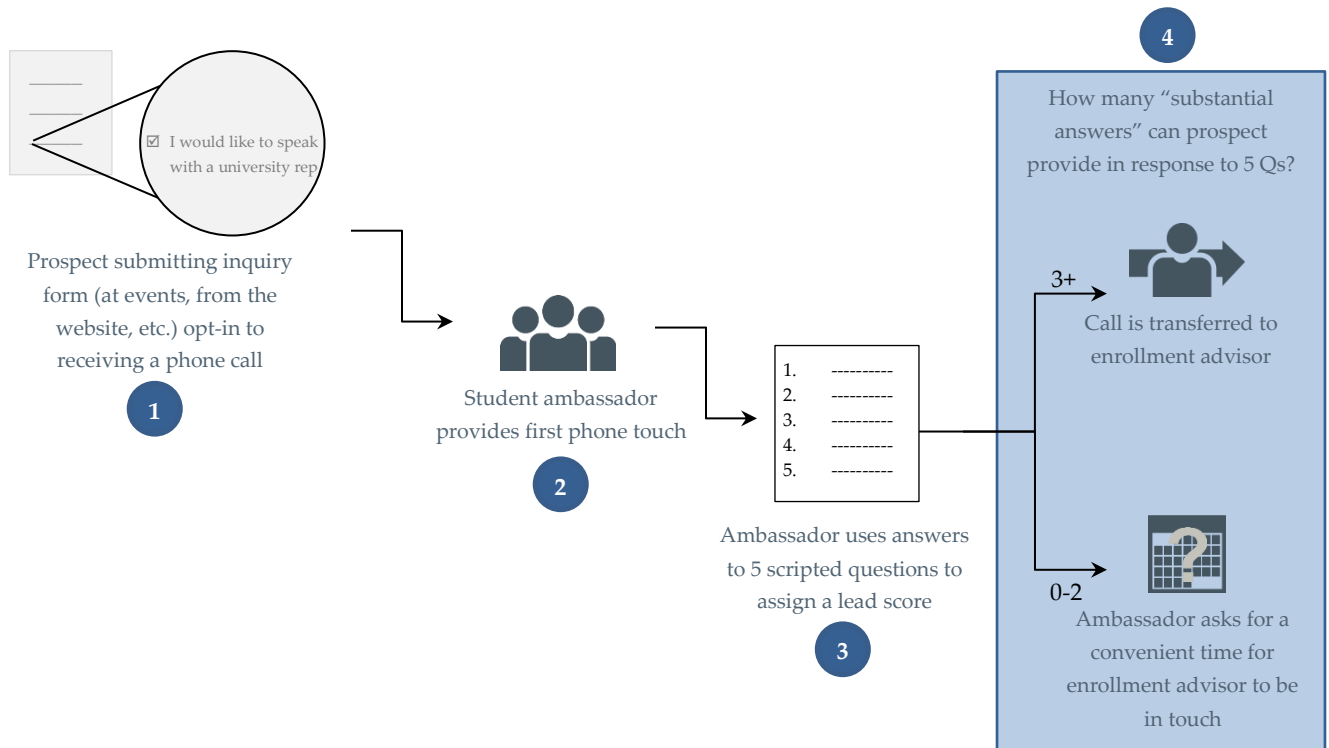 ☑ I would like to speak
with a university rep
Prospect submitting inquiry
form (at events, from the
website, etc.) opt-in to
receiving a phone call
1
Student ambassador
provides first phone touch
2
1. ----------
2. ----------
3. ----------
4. ----------
5. ----------
Ambassador uses answers
to 5 scripted questions to
assign a lead score
3
4
How many “substantial
answers” can prospect
provide in response to 5 Qs?
3+
Call is transferred to
enrollment advisor
0-2
?
Ambassador asks for a
convenient time for
enrollment advisor to be
in touch